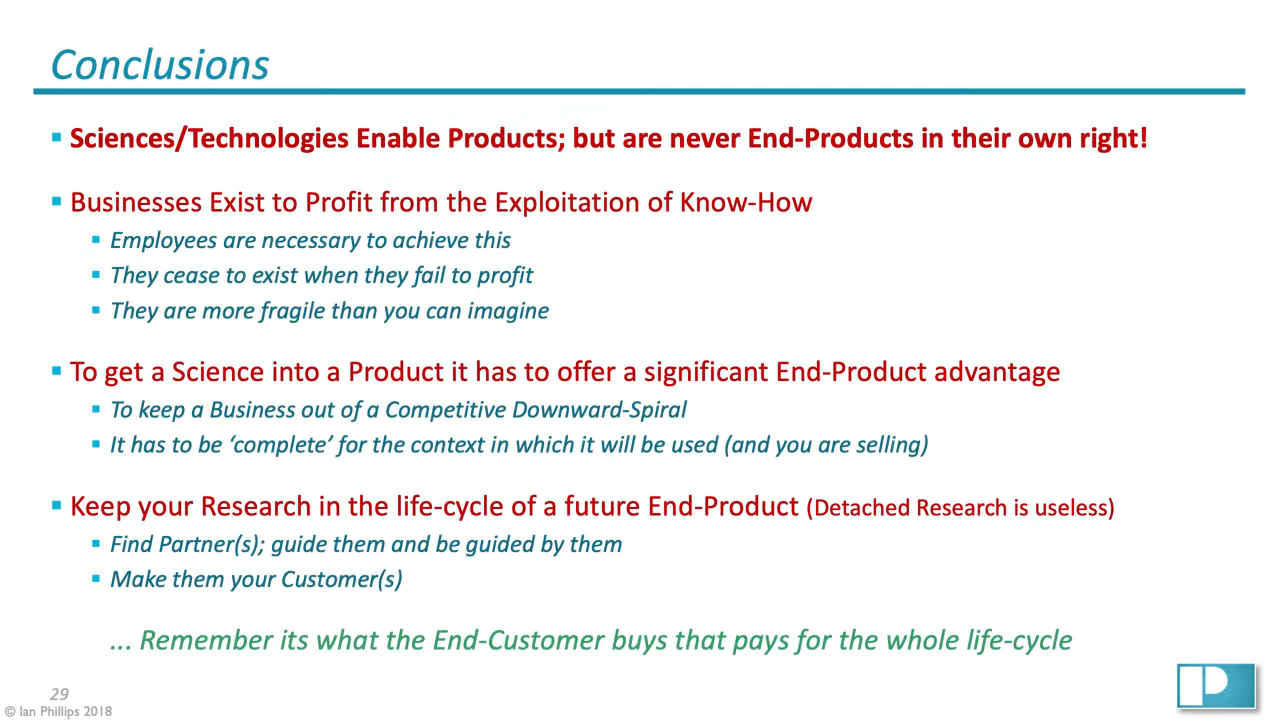 Conclusions
▪ Sciences/Technologies Enable Products; but are never End-Products in their own right!
▪ Businesses Exist to Profit from the Exploitation of Know-How
▪ Employees are necessary to achieve this
▪ They cease to exist when they fail to profit
▪ They are more fragile than you can imagine
▪ To get a Science into a Product it has to offer a significant End-Product advantage
▪ To keep a Business out of a Competitive Downward-Spiral
▪ It has to be ‘complete’ for the context in which it will be used (and you are selling)
▪ Keep your Research in the life-cycle of a future End-Product (Detached Research is useless)
▪ Find Partner(s); guide them and be guided by them
▪ Make them your Customer(s)
... Remember its what the End-Customer buys that pays for the whole life-cycle
29
© Ian Phillips 2018